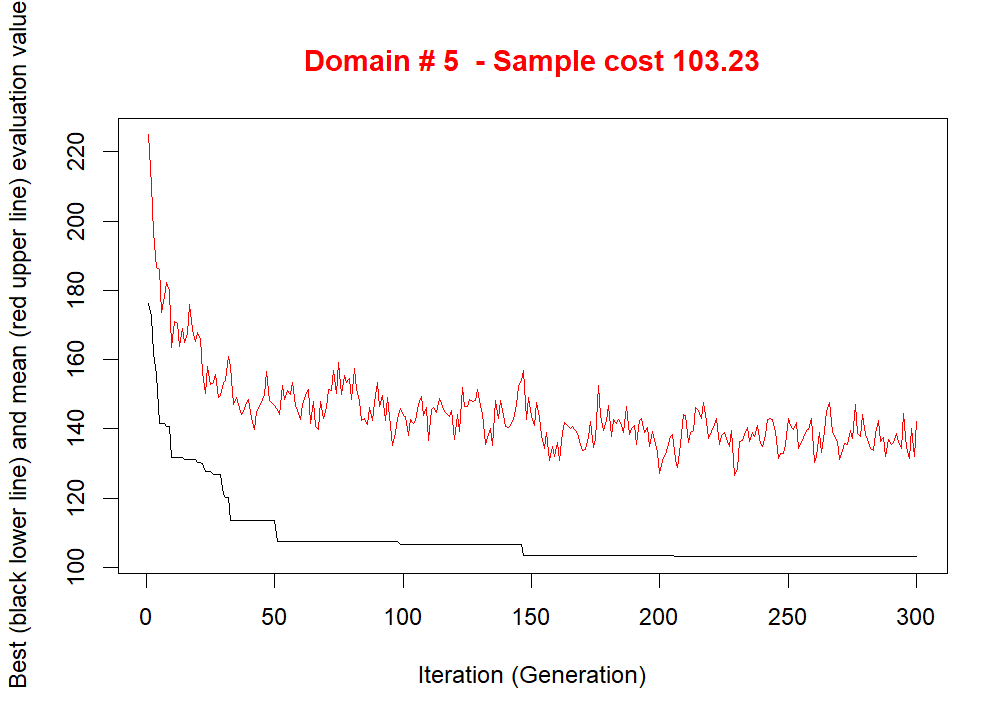 Domain # 5  - Sample cost 103.23
Best (black lower line) and mean (red upper line) evaluation value
220
200
180
160
140
120
100
0 50 100 150 200 250 300
Iteration (Generation)